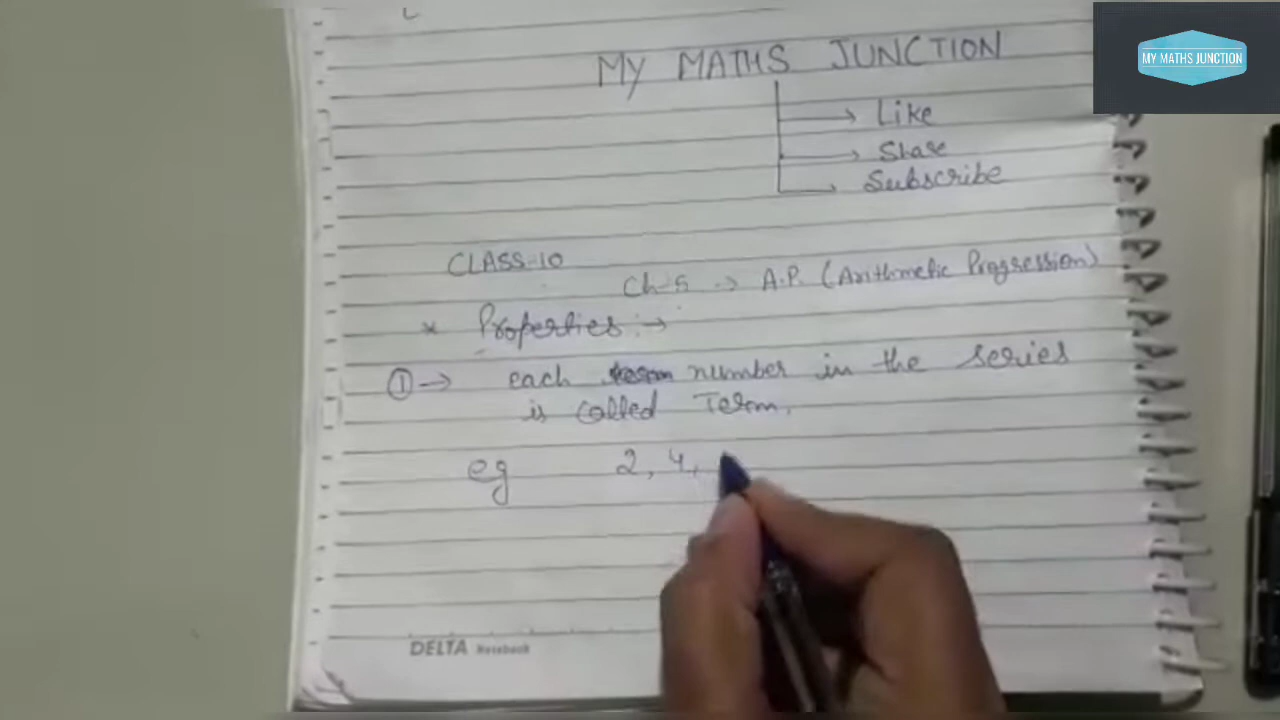 MY MATHS JUNCTION
MY MATHS JUNCTION
→ Like
→ Share
→ Subscribe
CLASS-10
Ch-5 → A.P. (Arithmetic Progression)
* Properties :→
① → each number in the series
is called Term.
eg 2, 4,
DELTA Notebook